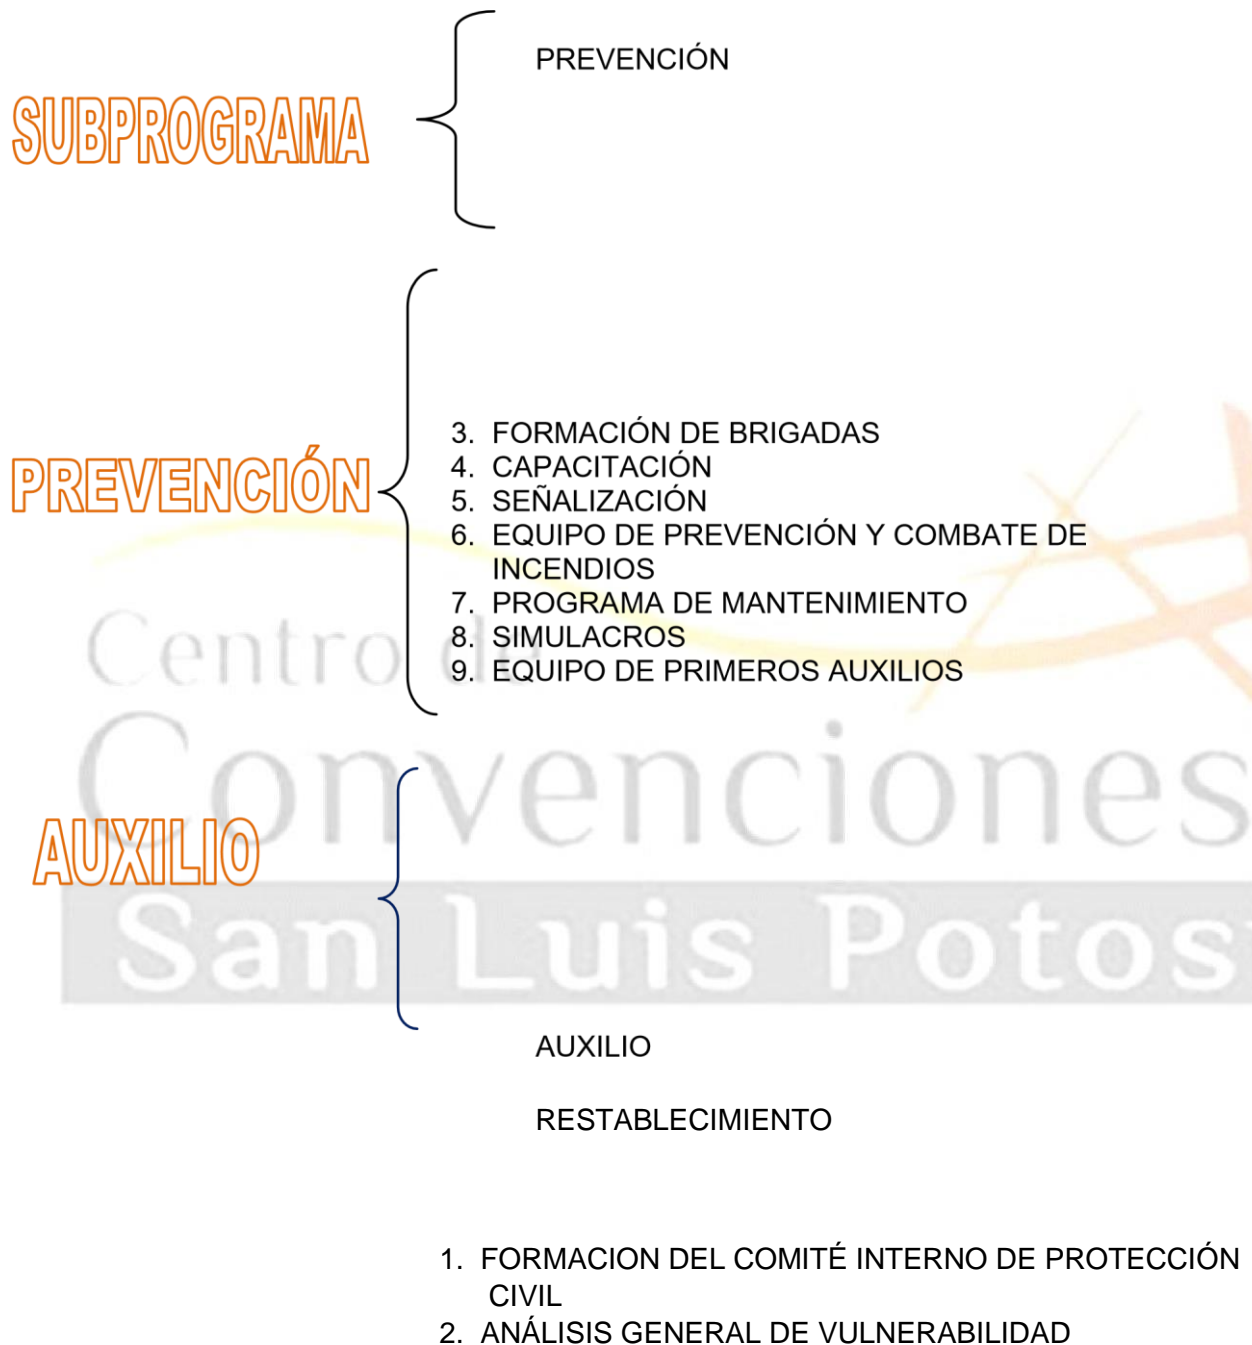 PREVENCIÓN
SUBPROGRAMA
3. FORMACIÓN DE BRIGADAS
4. CAPACITACIÓN
PREVENCIÓN
5. SEÑALIZACIÓN
6. EQUIPO DE PREVENCIÓN Y COMBATE DE
INCENDIOS
7. PROGRAMA DE MANTENIMIENTO
8. SIMULACROS
9. EQUIPO DE PRIMEROS AUXILIOS
Centro de
Convenciones
AUXILIO
San Luis Potos
AUXILIO
RESTABLECIMIENTO
1. FORMACION DEL COMITÉ INTERNO DE PROTECCIÓN
CIVIL
2. ANÁLISIS GENERAL DE VULNERABILIDAD